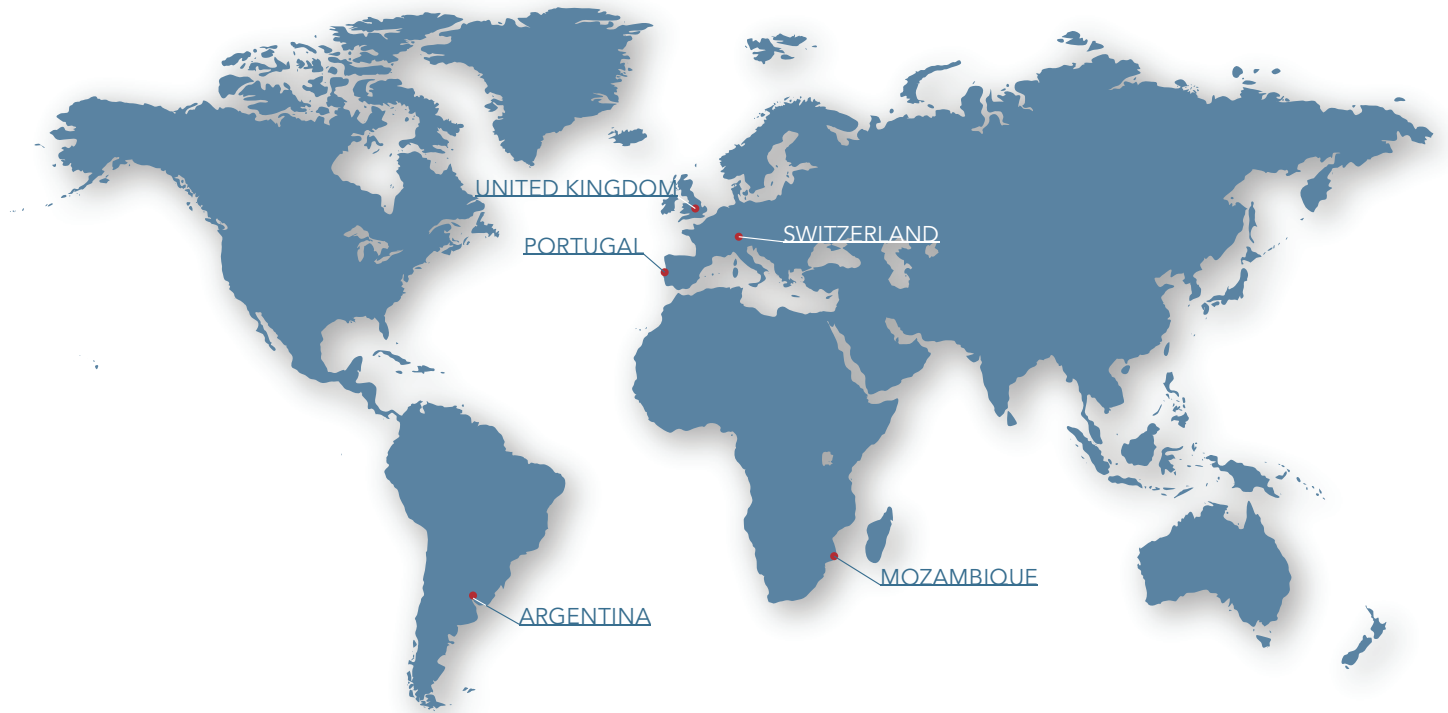 UNITED KINGDOM
SWITZERLAND
PORTUGAL
MOZAMBIQUE
ARGENTINA